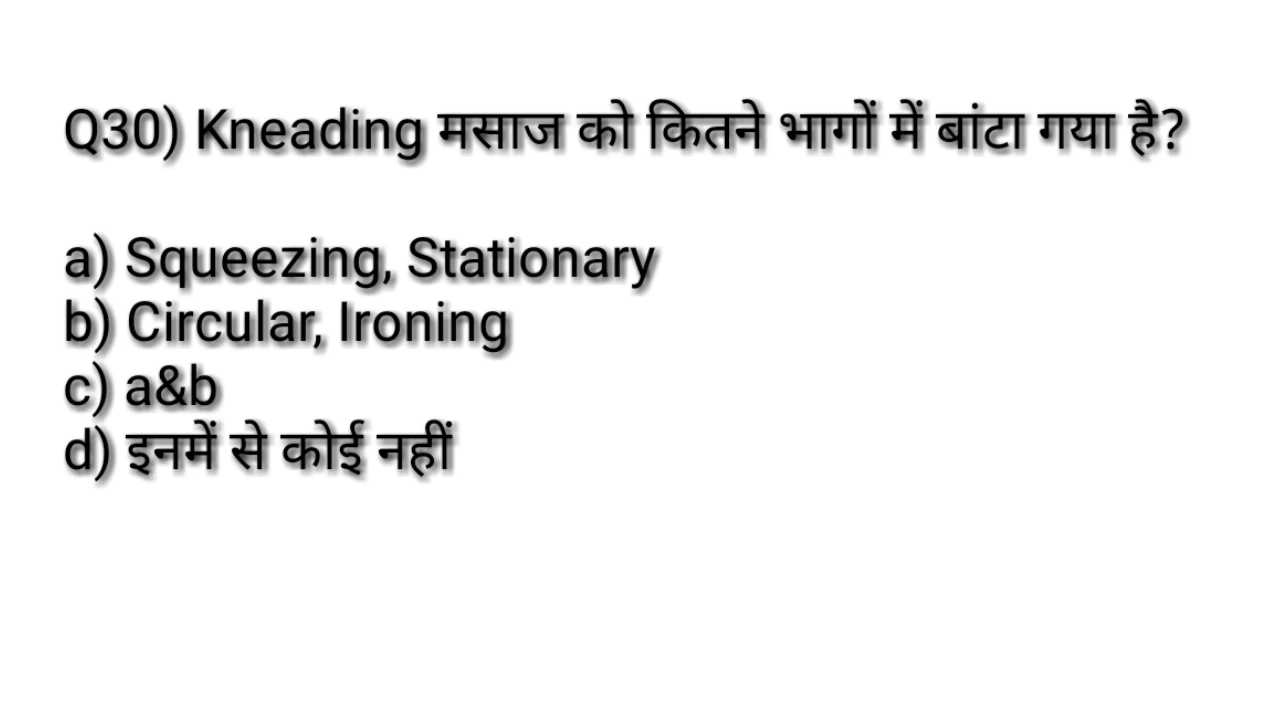 Q30) Kneading मसाज को कितने भागों में बांटा गया है?
a) Squeezing, Stationary
b) Circular, Ironing
c) a&b
d) इनमें से कोई नहीं